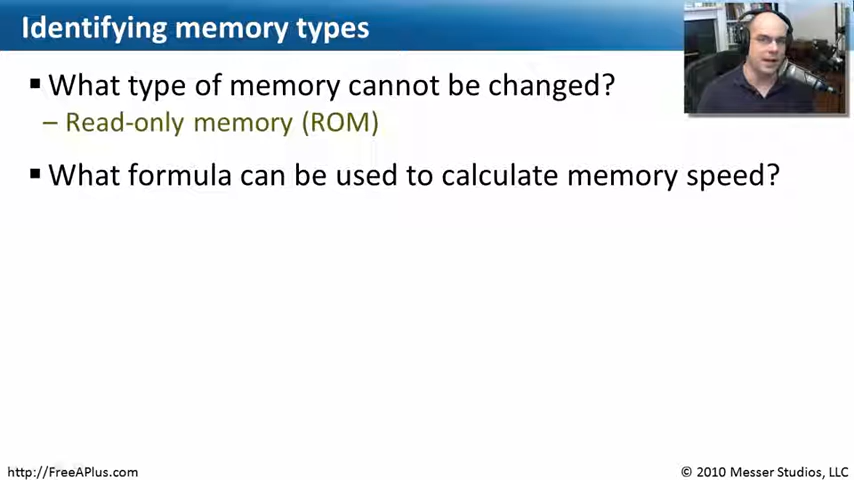 Identifying memory types
▪ What type of memory cannot be changed?
– Read-only memory (ROM)
▪ What formula can be used to calculate memory speed?
http://FreeAPlus.com
© 2010 Messer Studios, LLC